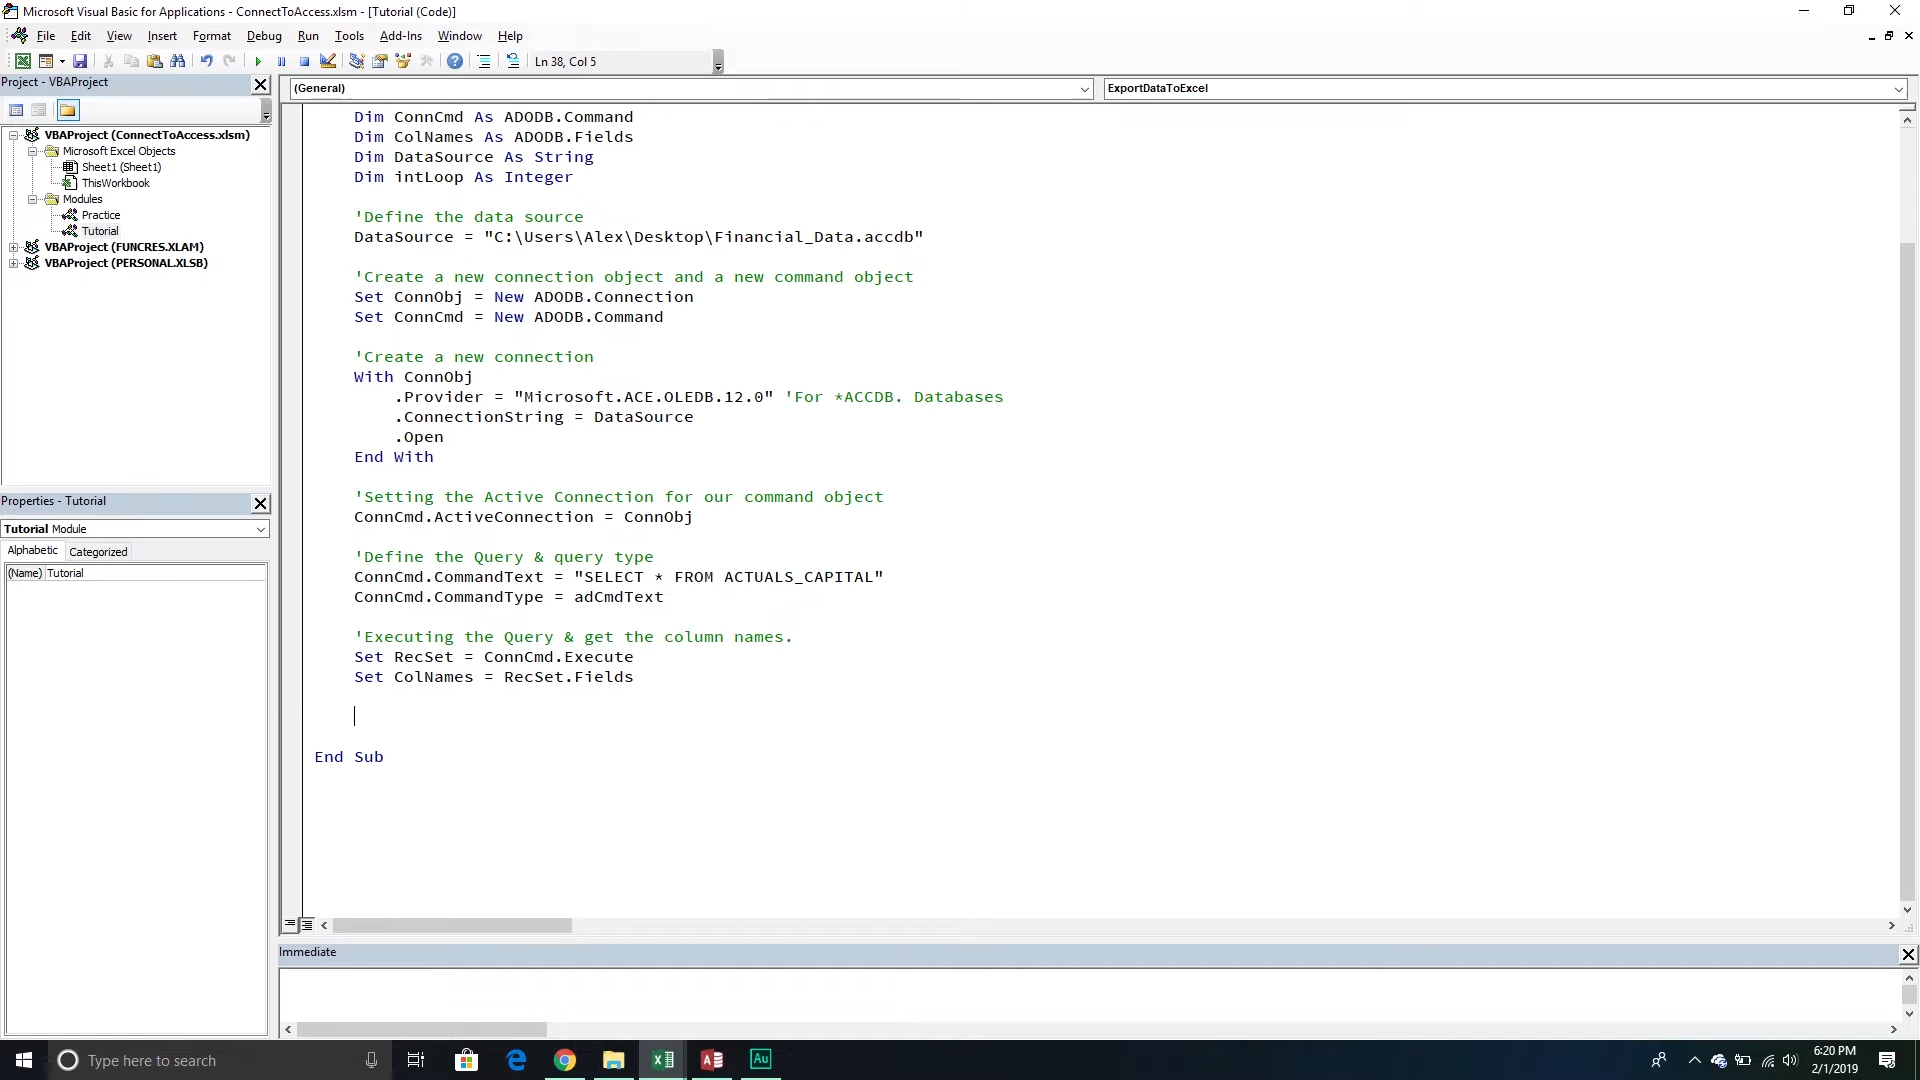 Microsoft Visual Basic for Applications - ConnectToAccess.xlsm - [Tutorial (Code)]
File Edit View Insert Format Debug Run Tools Add-Ins Window Help
Ln 38, Col 5
Project - VBAProject
VBAProject (ConnectToAccess.xlsm)
Microsoft Excel Objects
Sheet1 (Sheet1)
ThisWorkbook
Modules
Practice
Tutorial
VBAProject (FUNCRES.XLAM)
VBAProject (PERSONAL.XLSB)
Properties - Tutorial
Tutorial Module
Alphabetic Categorized
(Name) Tutorial
(General) ExportDataToExcel
Dim ConnCmd As ADODB.Command
Dim ColNames As ADODB.Fields
Dim DataSource As String
Dim intLoop As Integer
'Define the data source
DataSource = "C:\Users\Alex\Desktop\Financial_Data.accdb"
'Create a new connection object and a new command object
Set ConnObj = New ADODB.Connection
Set ConnCmd = New ADODB.Command
'Create a new connection
With ConnObj
.Provider = "Microsoft.ACE.OLEDB.12.0" 'For *ACCDB. Databases
.ConnectionString = DataSource
.Open
End With
'Setting the Active Connection for our command object
ConnCmd.ActiveConnection = ConnObj
'Define the Query & query type
ConnCmd.CommandText = "SELECT * FROM ACTUALS_CAPITAL"
ConnCmd.CommandType = adCmdText
'Executing the Query & get the column names.
Set RecSet = ConnCmd.Execute
Set ColNames = RecSet.Fields
End Sub
Immediate
Type here to search
Au
6:20 PM
2/1/2019